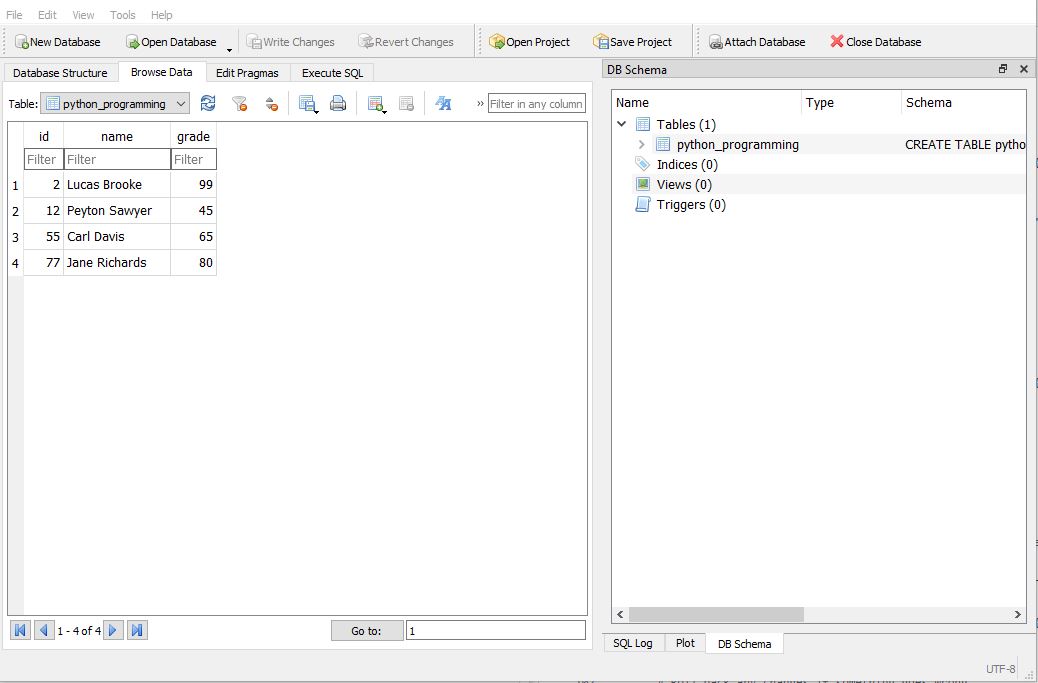 File Edit View Tools Help
New Database Open Database Write Changes Revert Changes Open Project Save Project Attach Database Close Database
Database Structure Browse Data Edit Pragmas Execute SQL
Table: python_programming » Filter in any column
id name grade
Filter Filter Filter
1 2 Lucas Brooke 99
2 12 Peyton Sawyer 45
3 55 Carl Davis 65
4 77 Jane Richards 80
1 - 4 of 4 Go to: 1
DB Schema
Name Type Schema
Tables (1)
python_programming CREATE TABLE pytho
Indices (0)
Views (0)
Triggers (0)
SQL Log Plot DB Schema
UTF-8